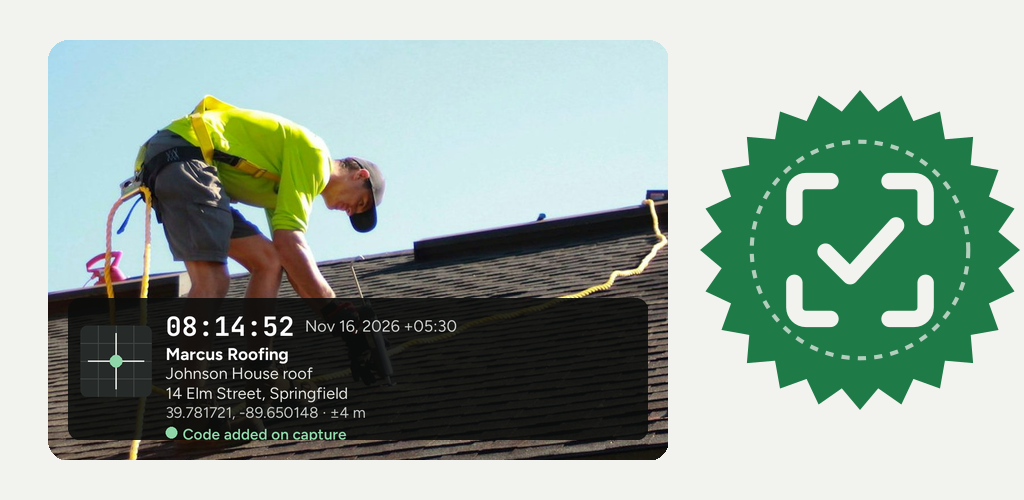 08:14:52 Nov 16, 2026 +05:30
Marcus Roofing
Johnson House roof
14 Elm Street, Springfield
39.781721, -89.650148 · ±4 m
Code added on capture